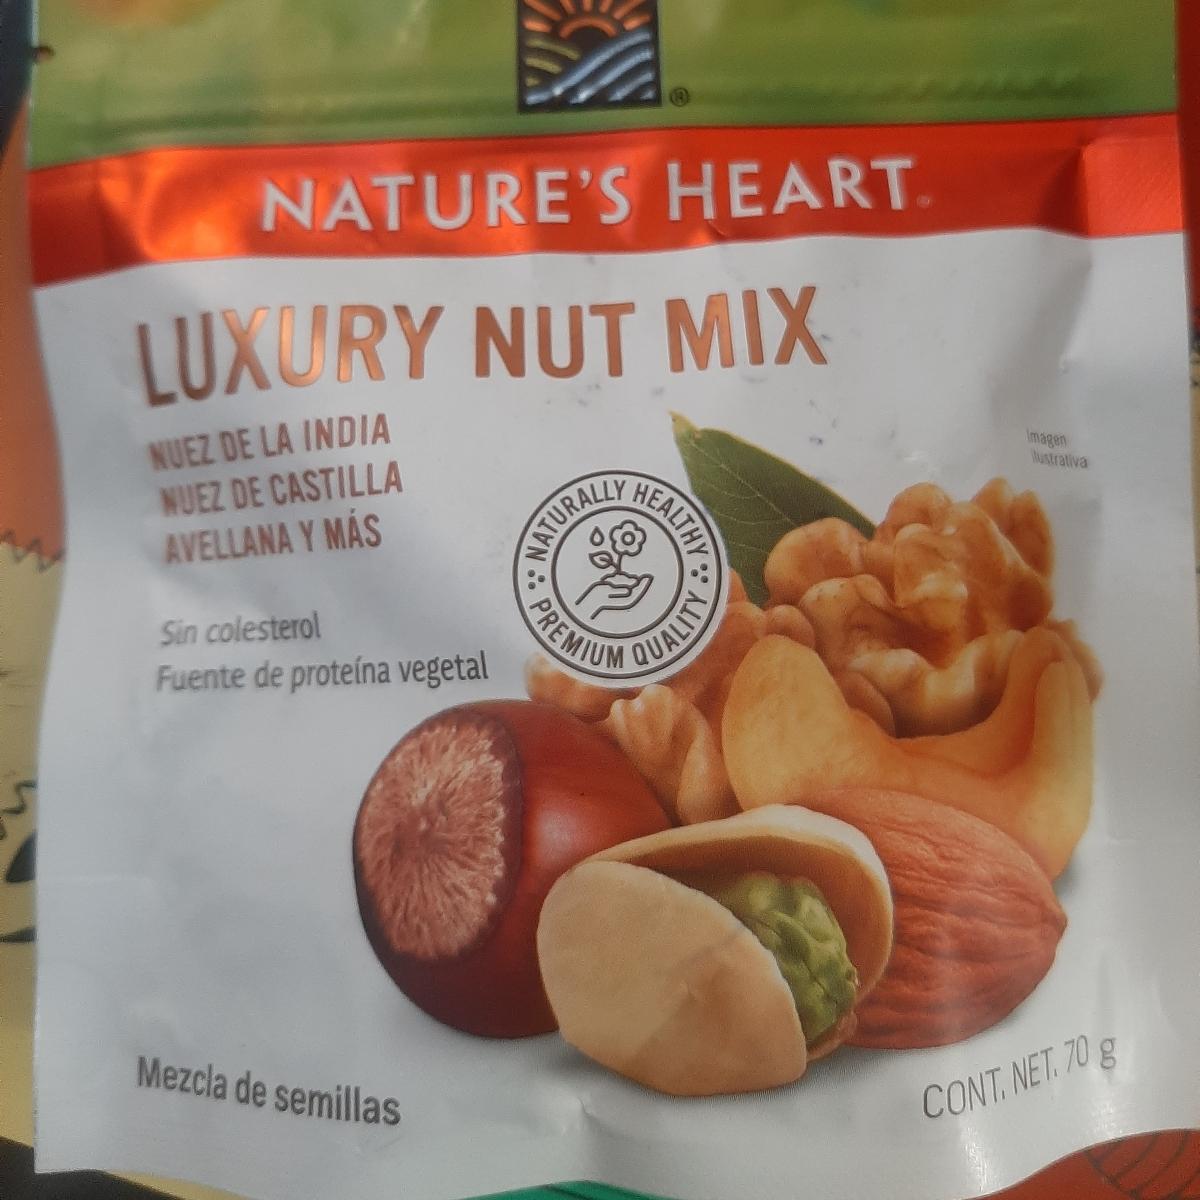 ®
NATURE'S HEART
LUXURY NUT MIX
NUEZ DE LA INDIA
NUEZ DE CASTILLA
AVELLANA Y MÁS
Imagen
ilustrativa
NATURALLY HEALTHY
PREMIUM QUALITY
Sin colesterol
Fuente de proteína vegetal
Mezcla de semillas
CONT. NET. 70 g